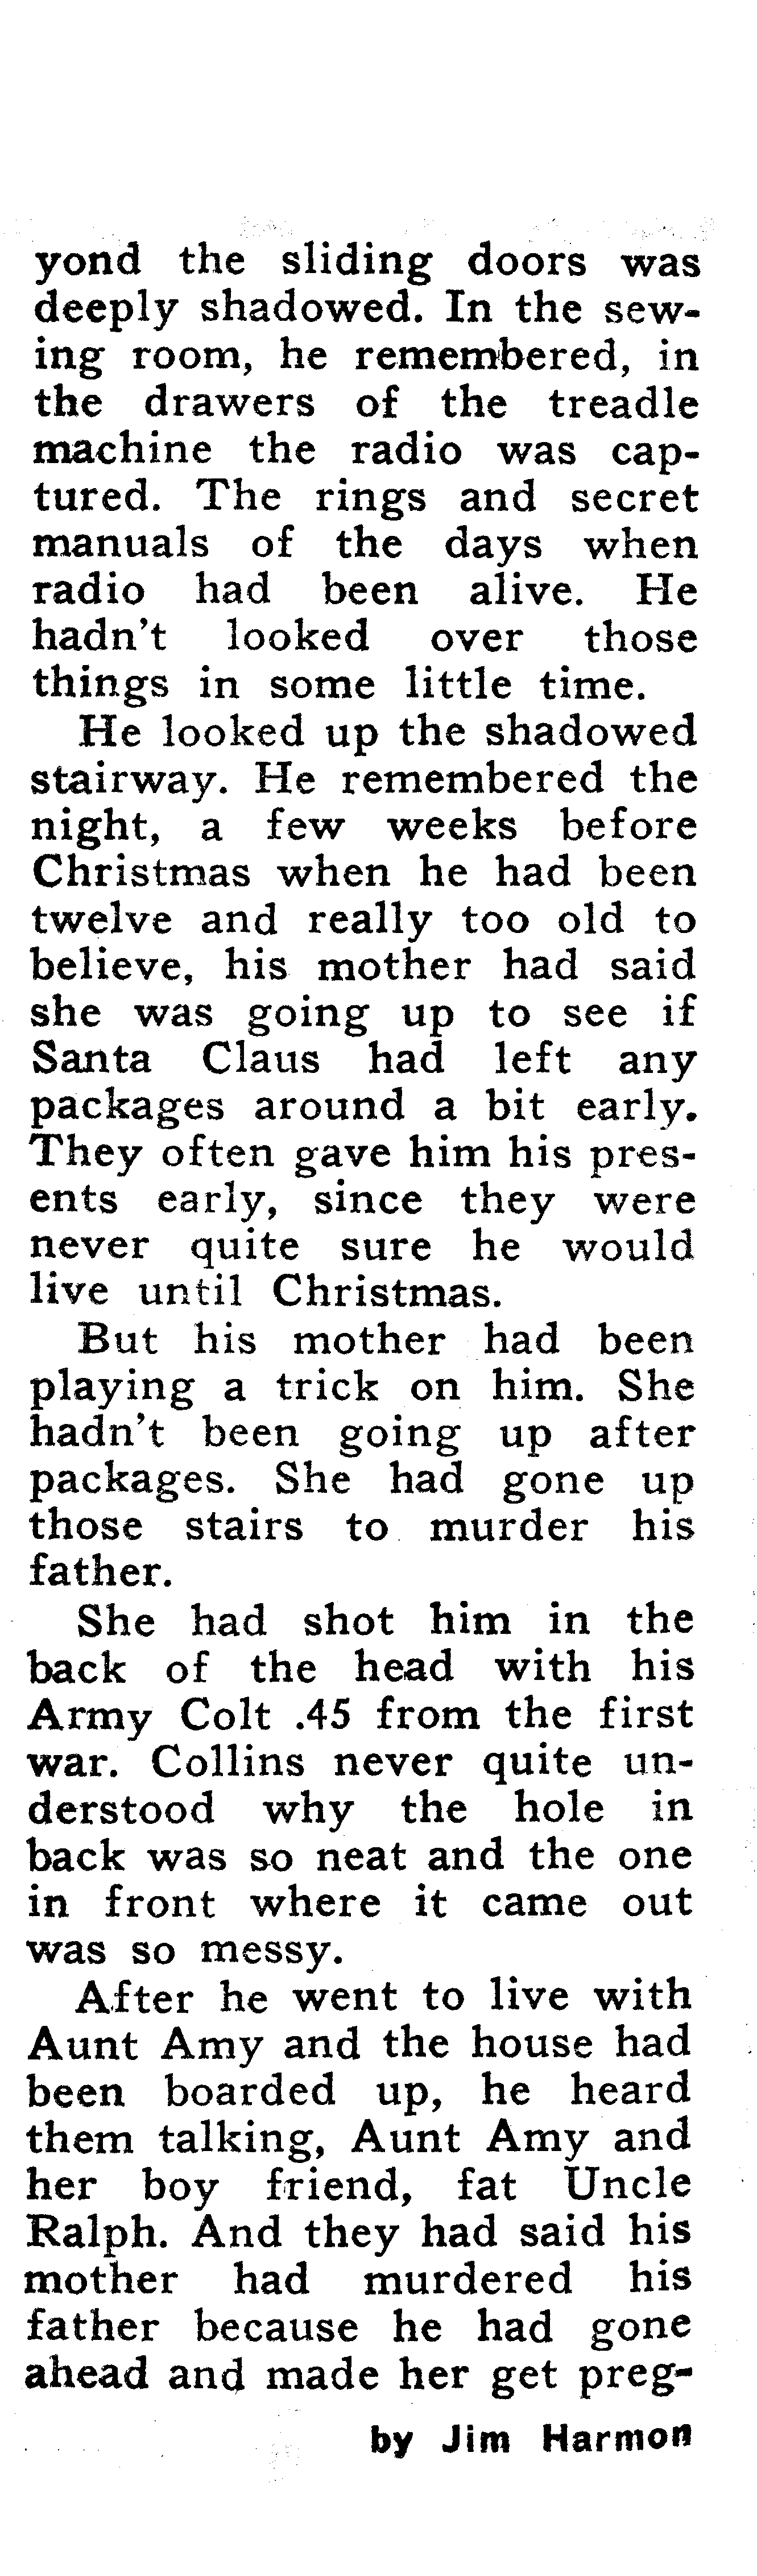 yond the sliding doors was
deeply shadowed. In the sew-
ing room, he remembered, in
the drawers of the treadle
machine the radio was cap-
tured. The rings and secret
manuals of the days when
radio had been alive. He
hadn't looked over those
things in some little time.
He looked up the shadowed
stairway. He remembered the
night, a few weeks before
Christmas when he had been
twelve and really too old to
believe, his mother had said
she was going up to see if
Santa Claus had left any
packages around a bit early.
They often gave him his pres-
ents early, since they were
never quite sure he would
live until Christmas.
But his mother had been
playing a trick on him. She
hadn't been going up after
packages. She had gone up
those stairs to murder his
father.
She had shot him in the
back of the head with his
Army Colt .45 from the first
war. Collins never quite un-
derstood why the hole in
back was so neat and the one
in front where it came out
was so messy.
After he went to live with
Aunt Amy and the house had
been boarded up, he heard
them talking, Aunt Amy and
her boy friend, fat Uncle
Ralph. And they had said his
mother had murdered his
father because he had gone
ahead and made her get preg-
by Jim Harmon